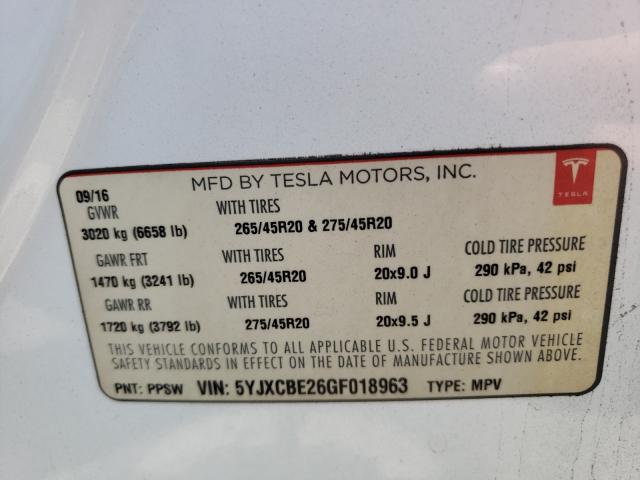 MFD BY TESLA MOTORS, INC.
TESLA
09/16
GVWR WITH TIRES
3020 kg (6658 lb) 265/45R20 & 275/45R20
GAWR FRT WITH TIRES RIM COLD TIRE PRESSURE
1470 kg (3241 lb) 265/45R20 20x9.0 J 290 kPa, 42 psi
GAWR RR WITH TIRES RIM COLD TIRE PRESSURE
1720 kg (3792 lb) 275/45R20 20x9.5 J 290 kPa, 42 psi
THIS VEHICLE CONFORMS TO ALL APPLICABLE U.S. FEDERAL MOTOR VEHICLE
SAFETY STANDARDS IN EFFECT ON THE DATE OF MANUFACTURE SHOWN ABOVE.
PNT: PPSW VIN: 5YJXCBE26GF018963 TYPE: MPV